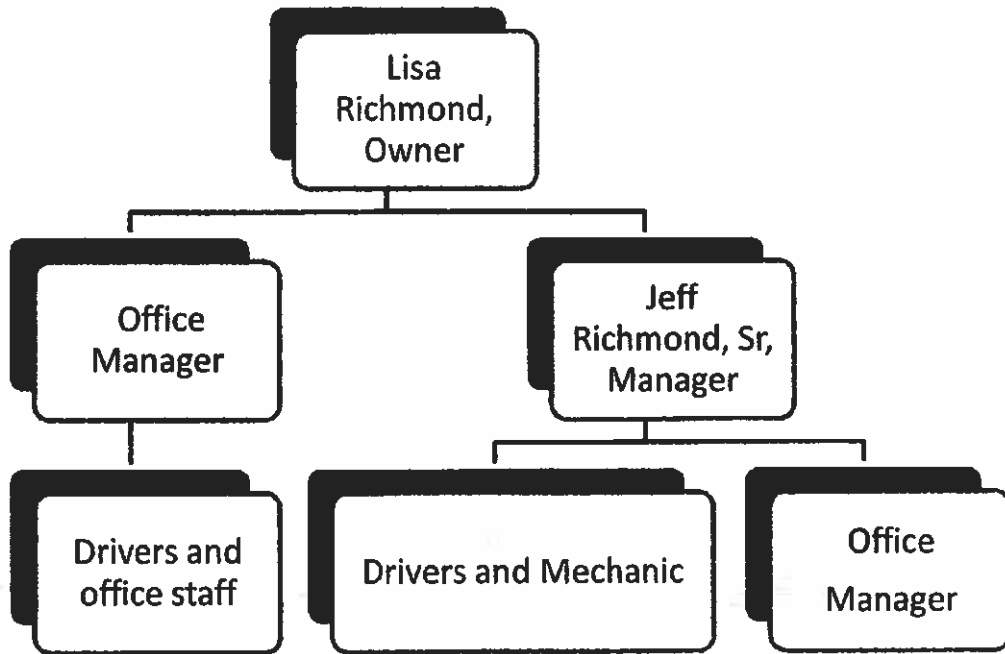 Lisa
Richmond,
Owner
Office
Manager
Jeff
Richmond, Sr,
Manager
Drivers and
office staff
Drivers and Mechanic
Office
Manager